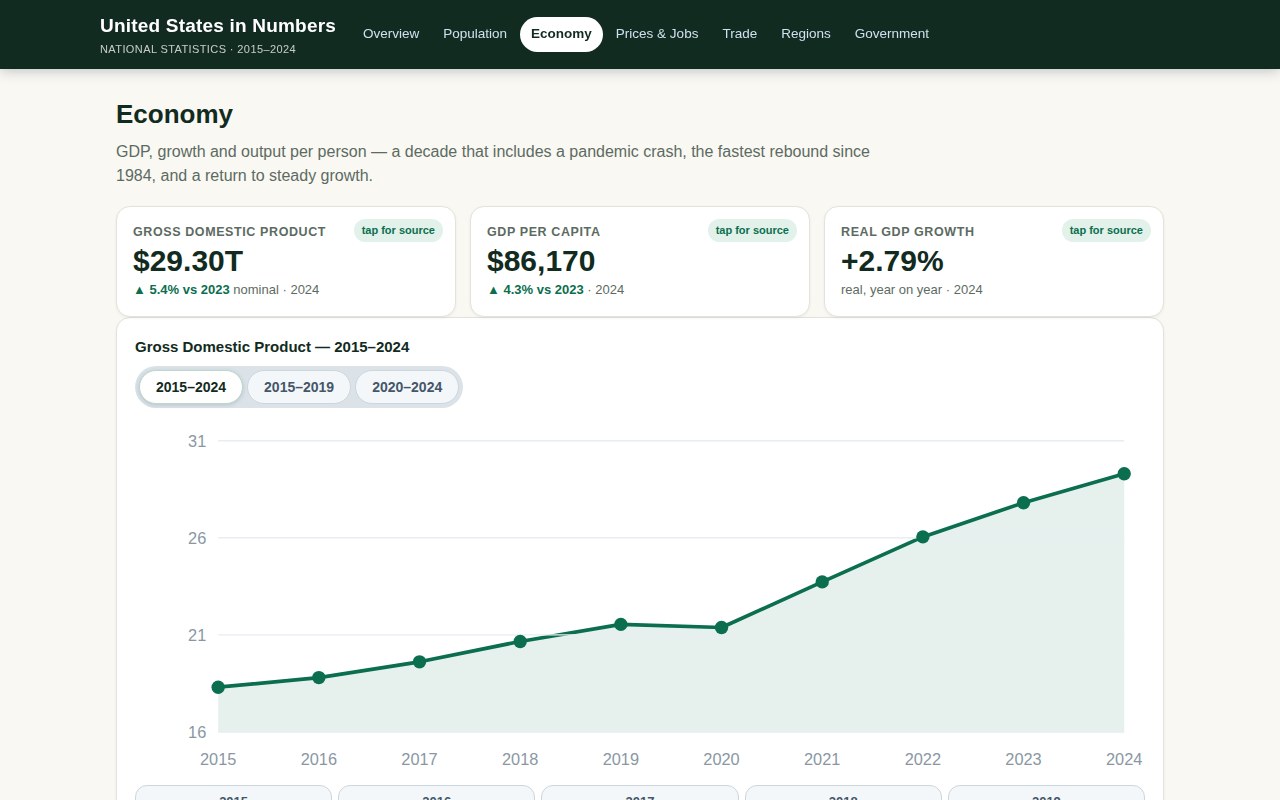 United States in Numbers
NATIONAL STATISTICS · 2015–2024
Overview
Population
Economy
Prices & Jobs
Trade
Regions
Government
Economy
GDP, growth and output per person — a decade that includes a pandemic crash, the fastest rebound since
1984, and a return to steady growth.
GROSS DOMESTIC PRODUCT
tap for source
$29.30T
▲ 5.4% vs 2023 nominal · 2024
GDP PER CAPITA
tap for source
$86,170
▲ 4.3% vs 2023 · 2024
REAL GDP GROWTH
tap for source
+2.79%
real, year on year · 2024
Gross Domestic Product — 2015–2024
2015–2024
2015–2019
2020–2024
31
26
21
16
2015 2016 2017 2018 2019 2020 2021 2022 2023 2024
2015 2016 2017 2018 2019